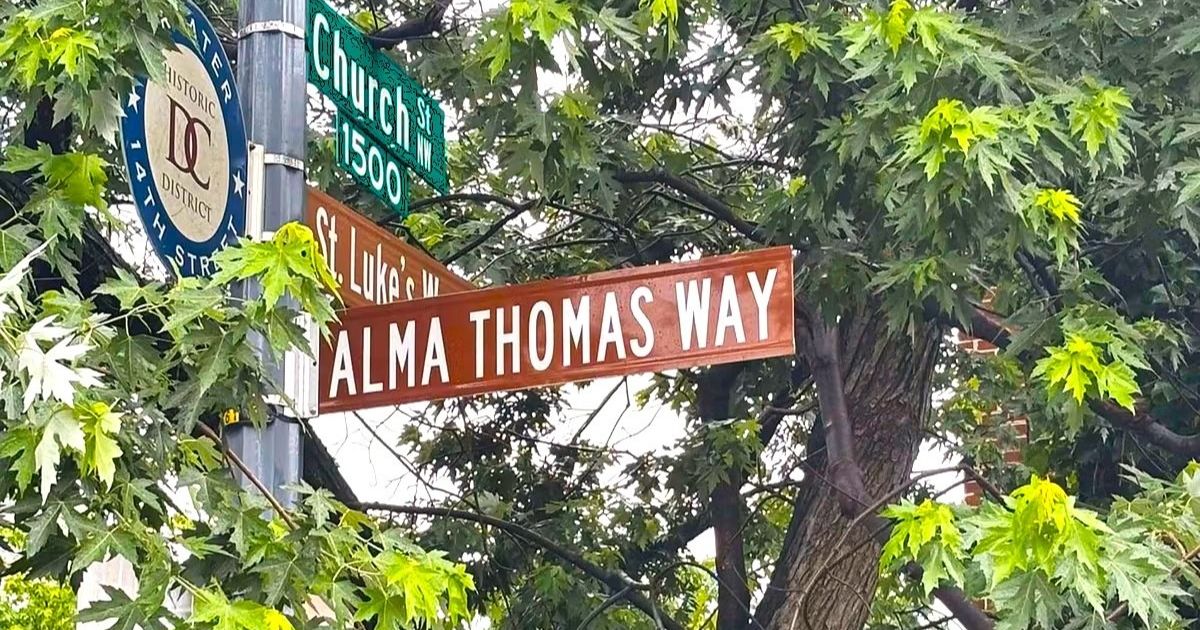 HISTORIC
DC
DISTRICT
14TH STREET
Church St NW
1500
St. Luke's W
ALMA THOMAS WAY